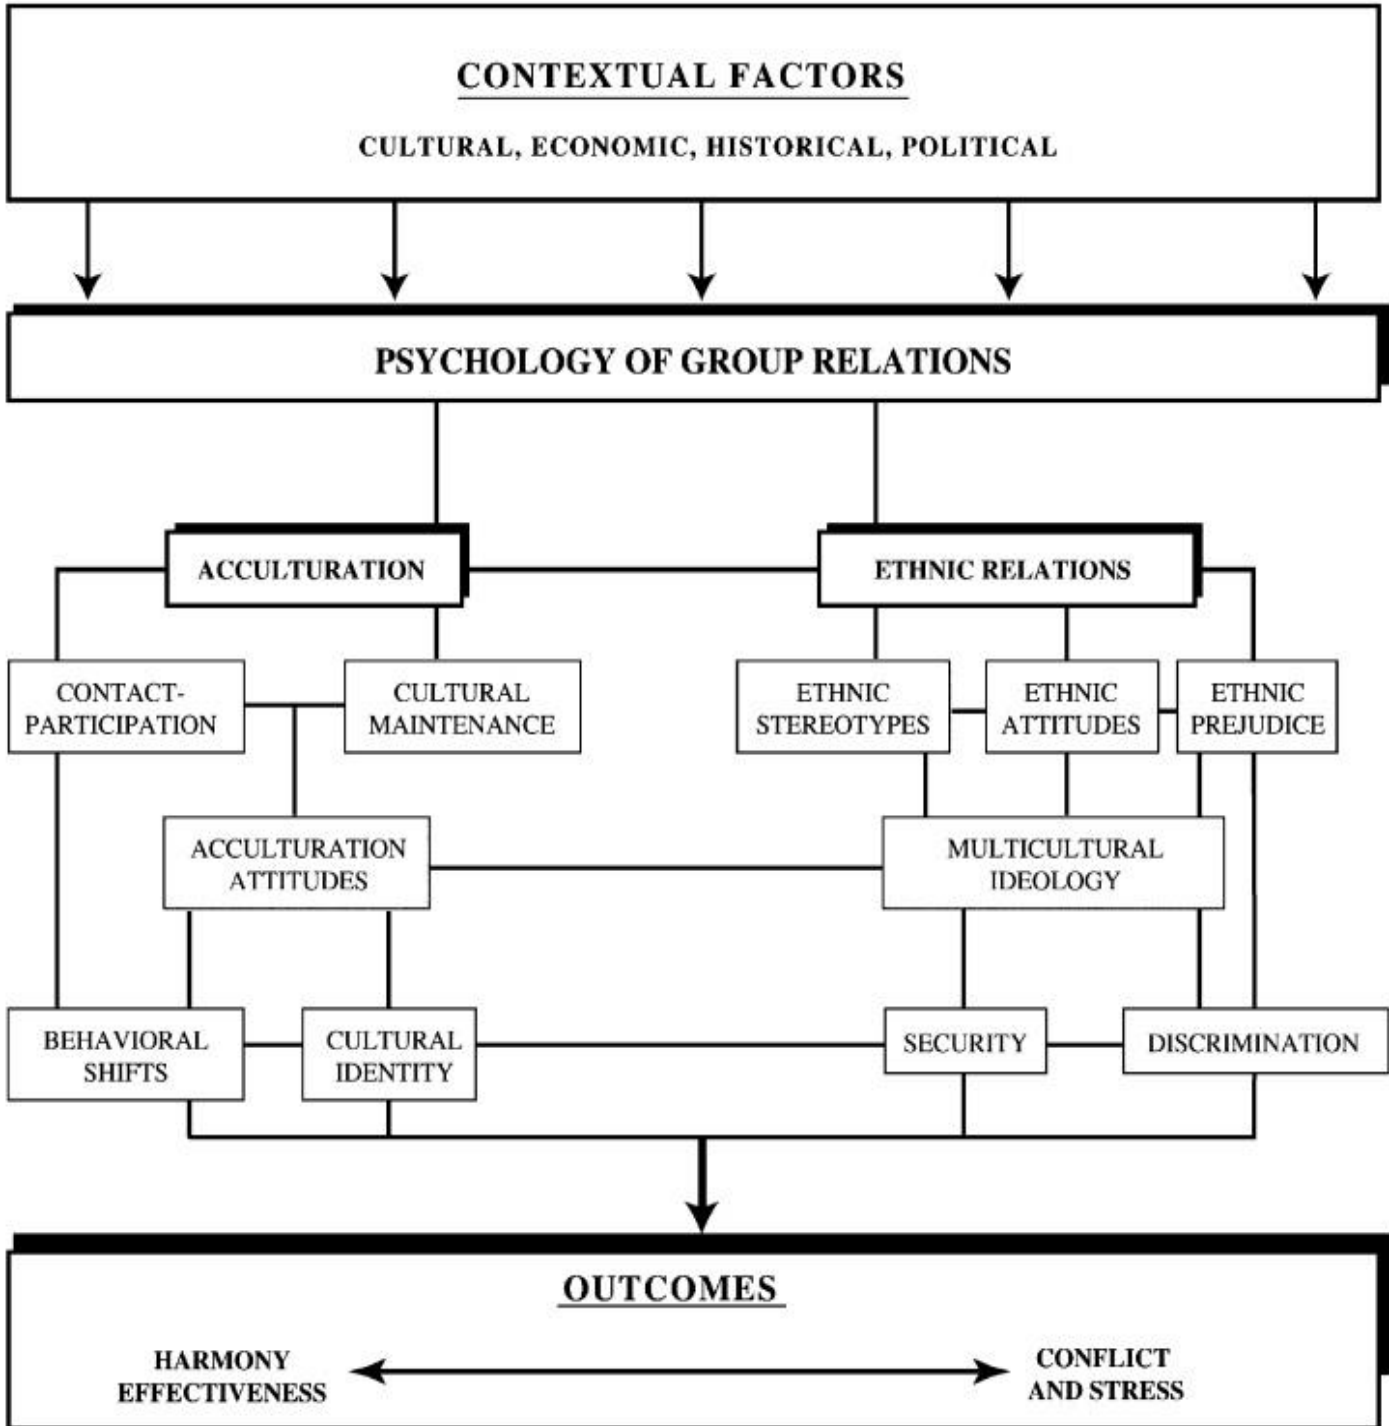 CONTEXTUAL FACTORS
CULTURAL, ECONOMIC, HISTORICAL, POLITICAL
PSYCHOLOGY OF GROUP RELATIONS
ACCULTURATION
ETHNIC RELATIONS
CONTACT-
PARTICIPATION
CULTURAL
MAINTENANCE
ETHNIC
STEREOTYPES
ETHNIC
ATTITUDES
ETHNIC
PREJUDICE
ACCULTURATION
ATTITUDES
MULTICULTURAL
IDEOLOGY
BEHAVIORAL
SHIFTS
CULTURAL
IDENTITY
SECURITY
DISCRIMINATION
OUTCOMES
HARMONY
EFFECTIVENESS
CONFLICT
AND STRESS